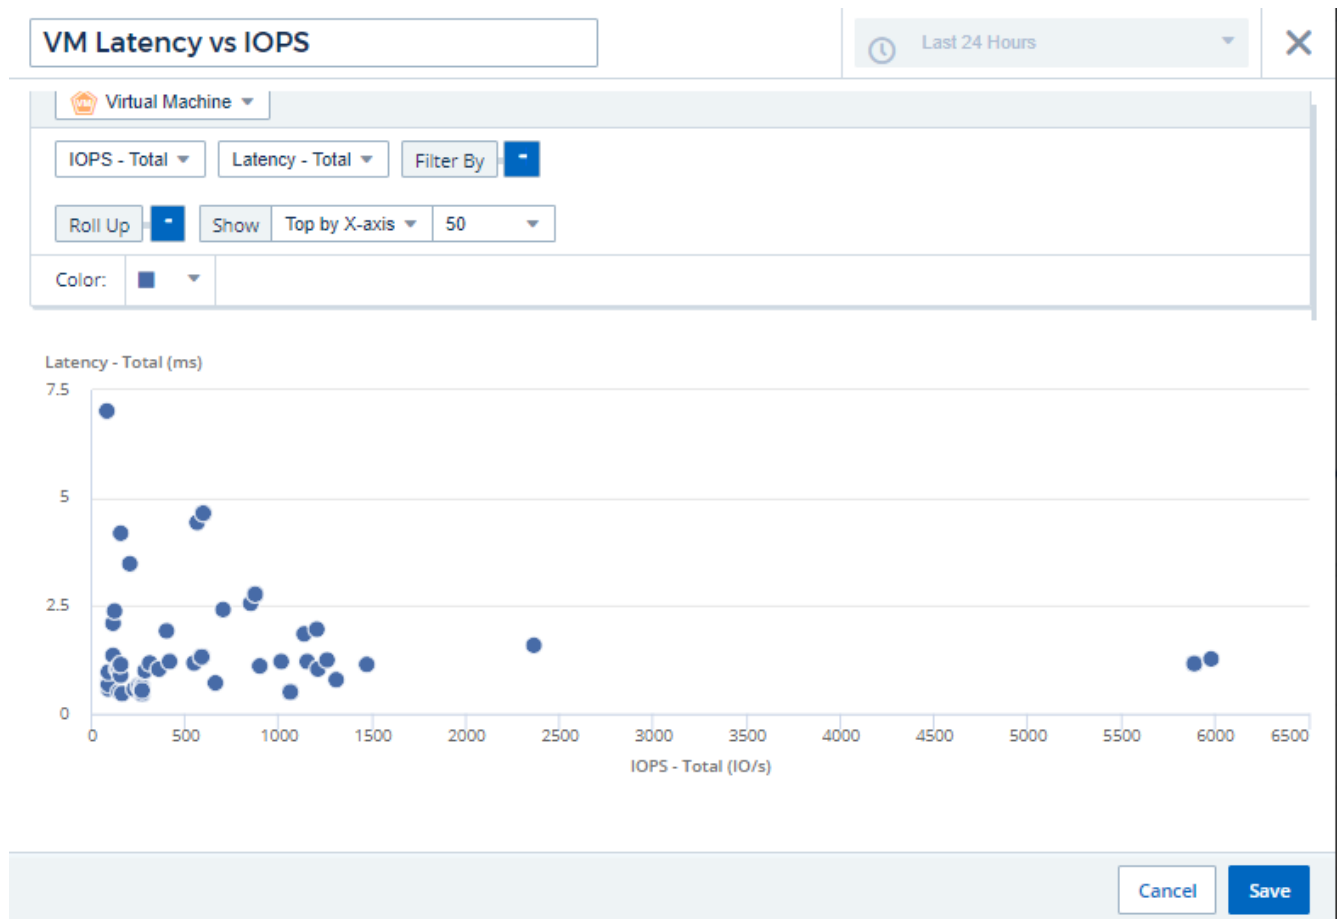 VM Latency vs IOPS
Last 24 Hours
VM Virtual Machine
IOPS - Total Latency - Total Filter By -
Roll Up - Show Top by X-axis 50
Color:
Latency - Total (ms)
7.5
5
2.5
0
0 500 1000 1500 2000 2500 3000 3500 4000 4500 5000 5500 6000 6500
IOPS - Total (IO/s)
Cancel Save